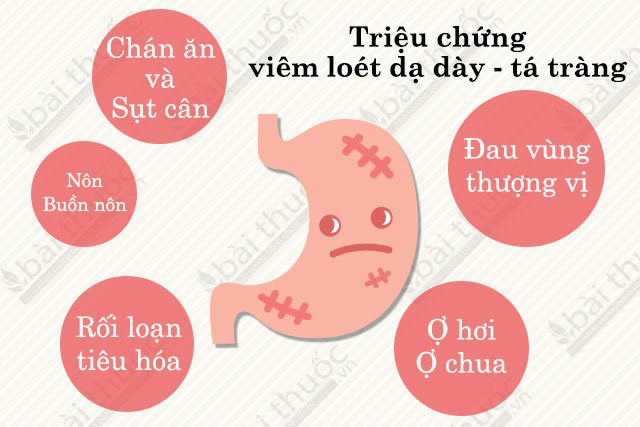 Triệu chứng
viêm loét dạ dày - tá tràng
Chán ăn
và
Sụt cân
Đau vùng
thượng vị
Nôn
Buồn nôn
Rối loạn
tiêu hóa
Ợ hơi
Ợ chua
bài thuốc.vn